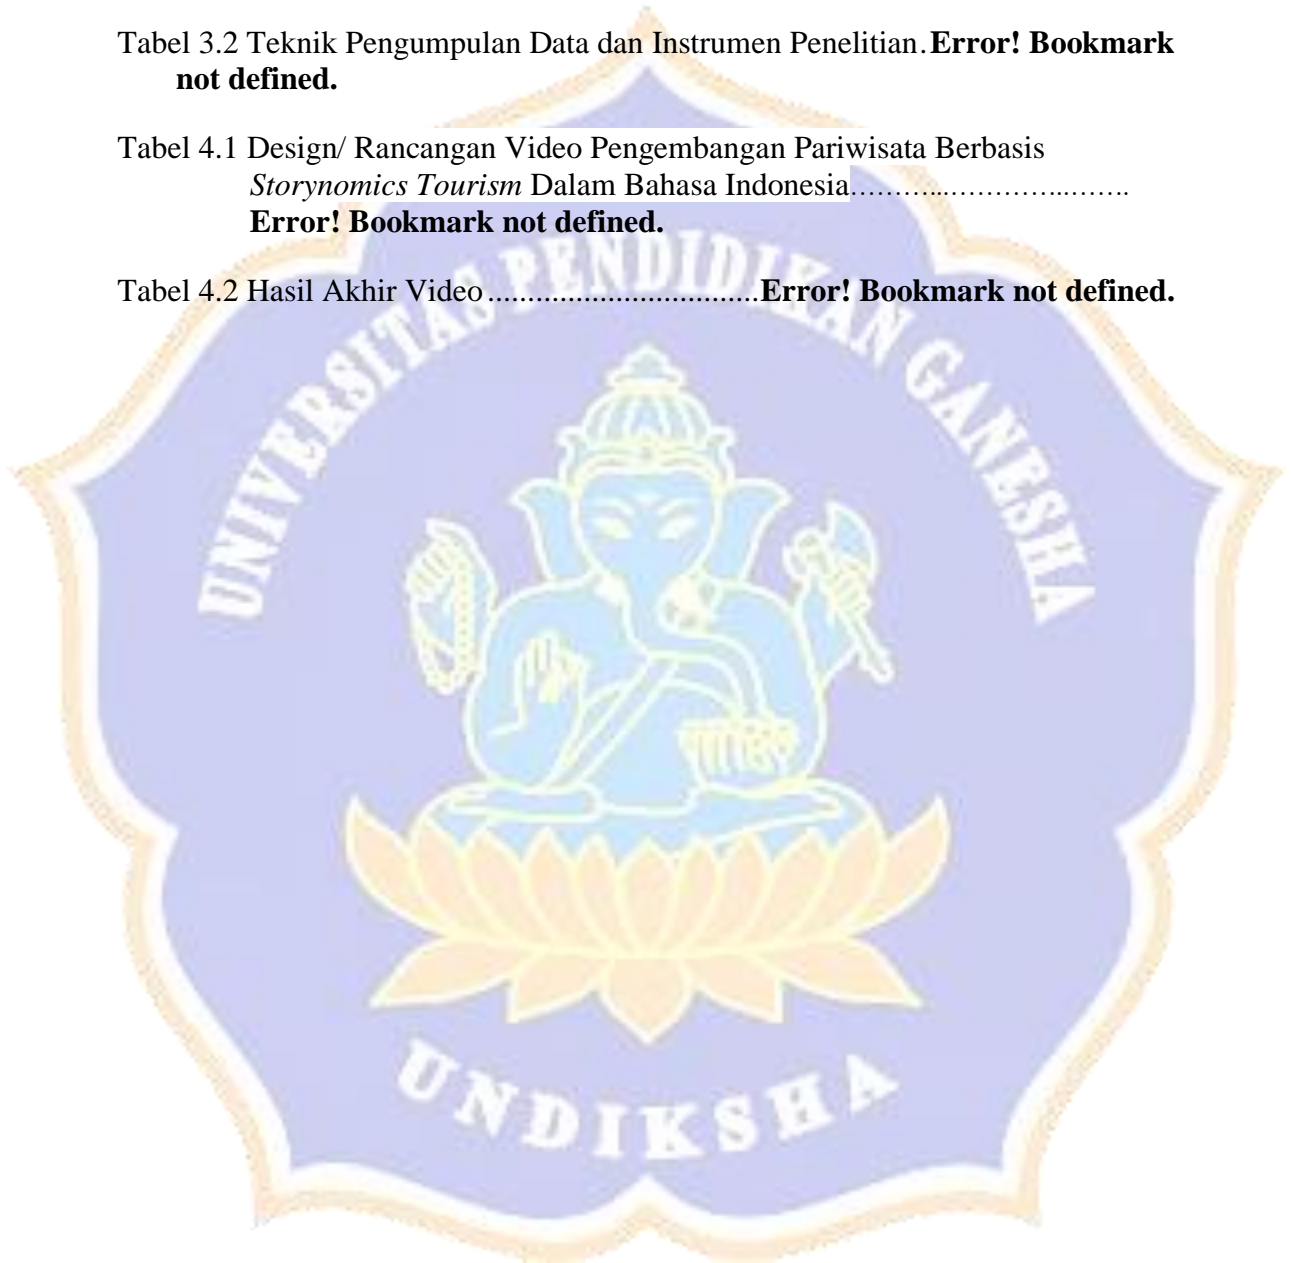 Tabel 3.2 Teknik Pengumpulan Data dan Instrumen Penelitian.Error! Bookmark
not defined.
Tabel 4.1 Design/ Rancangan Video Pengembangan Pariwisata Berbasis
Storynomics Tourism Dalam Bahasa Indonesia………...…………..…….
Error! Bookmark not defined.
Tabel 4.2 Hasil Akhir Video..................................Error! Bookmark not defined.
UNIVERSITAS PENDIDIKAN GANESHA
UNDIKSHA